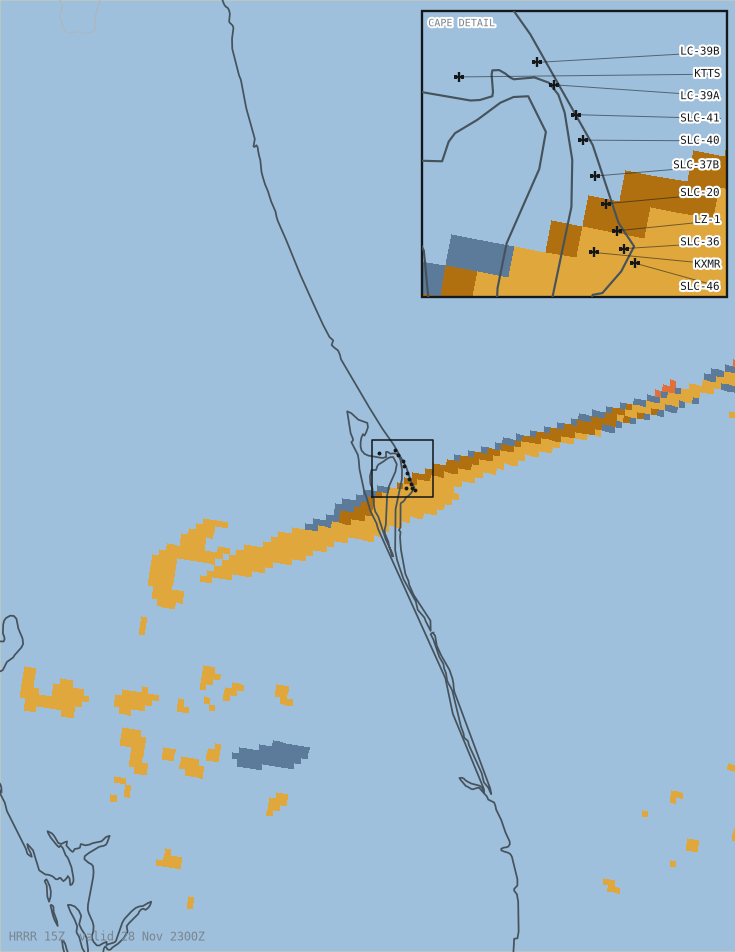 CAPE DETAIL
LC-39B
KTTS
LC-39A
SLC-41
SLC-40
SLC-37B
SLC-20
LZ-1
SLC-36
KXMR
SLC-46
HRRR 15Z  valid 28 Nov 2300Z